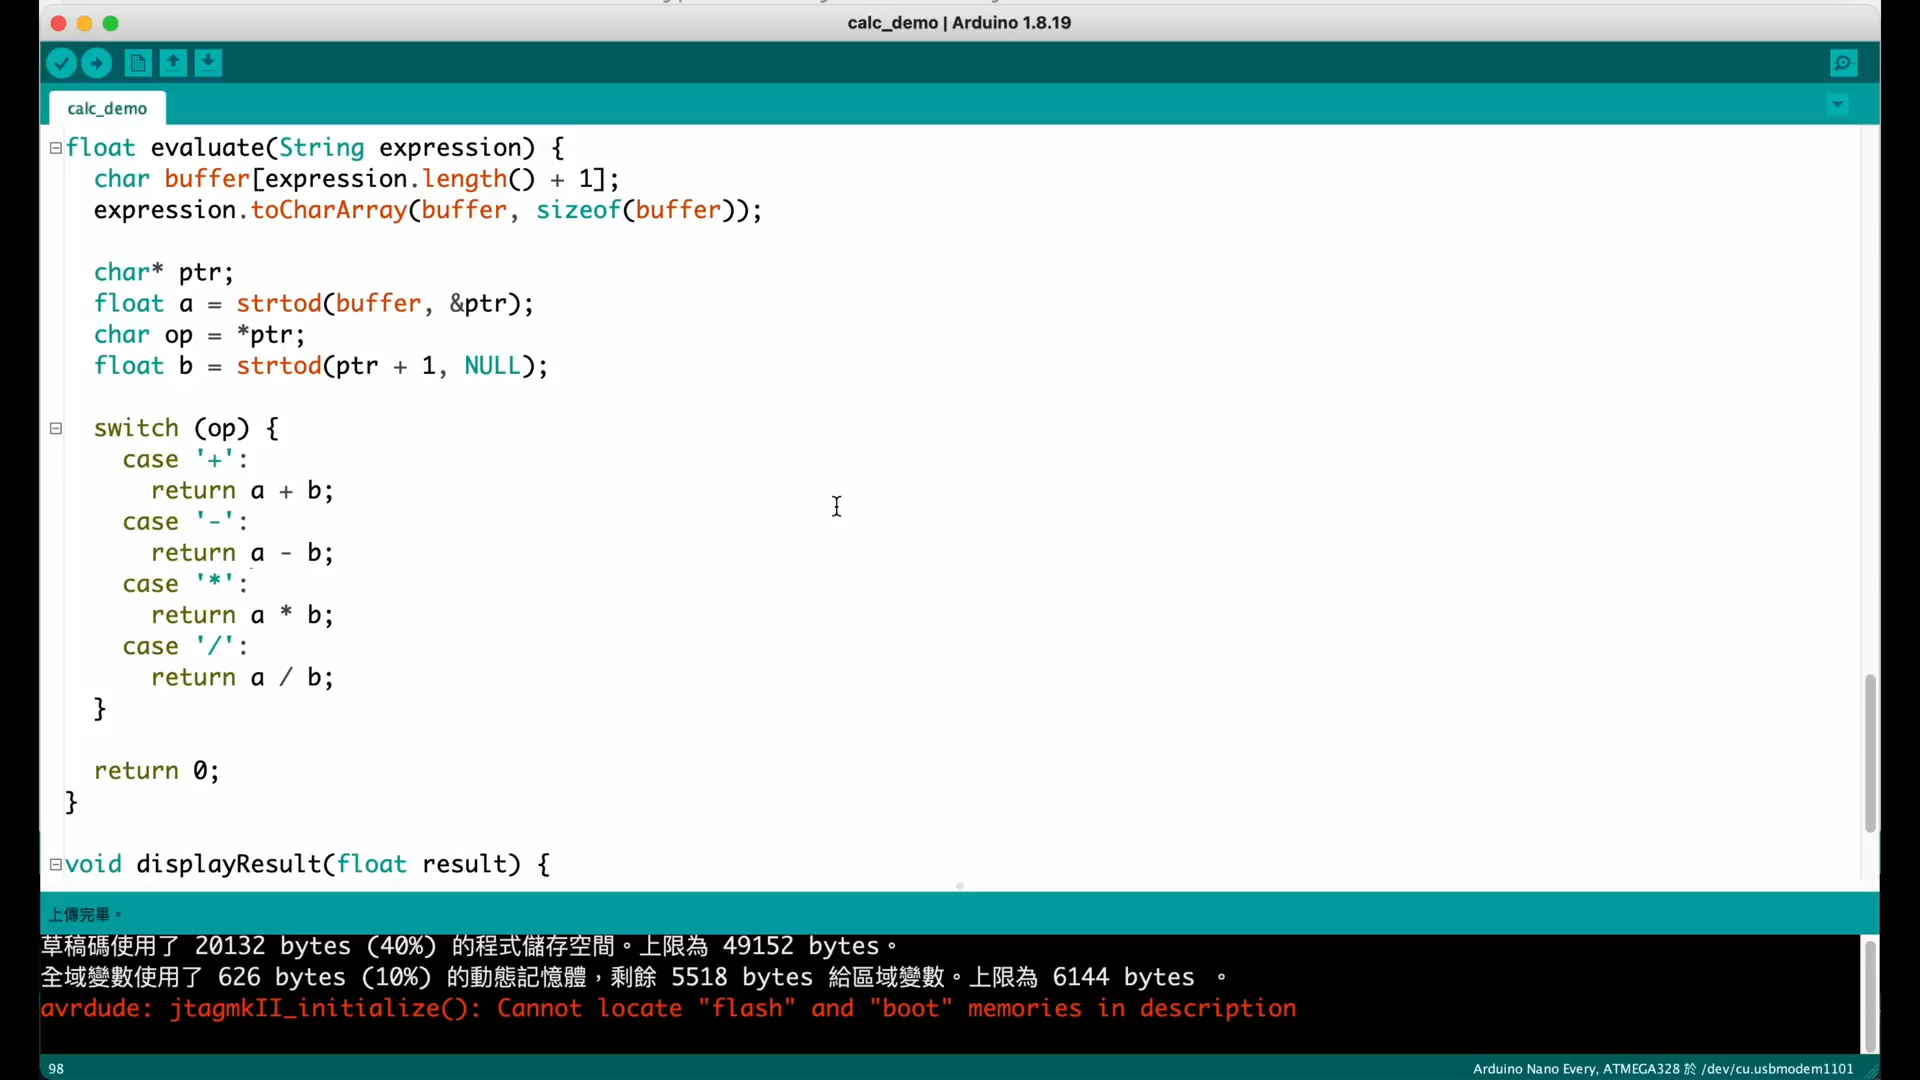 calc_demo | Arduino 1.8.19
calc_demo
float evaluate(String expression) {
  char buffer[expression.length() + 1];
  expression.toCharArray(buffer, sizeof(buffer));
  char* ptr;
  float a = strtod(buffer, &ptr);
  char op = *ptr;
  float b = strtod(ptr + 1, NULL);
  switch (op) {
    case '+':
      return a + b;
    case '-':
      return a - b;
    case '*':
      return a * b;
    case '/':
      return a / b;
  }
  return 0;
}
void displayResult(float result) {
上傳完畢。
草稿碼使用了 20132 bytes (40%) 的程式儲存空間。上限為 49152 bytes。
全域變數使用了 626 bytes (10%) 的動態記憶體，剩餘 5518 bytes 給區域變數。上限為 6144 bytes 。
avrdude: jtagmkII_initialize(): Cannot locate "flash" and "boot" memories in description
98
Arduino Nano Every, ATMEGA328 於 /dev/cu.usbmodem1101